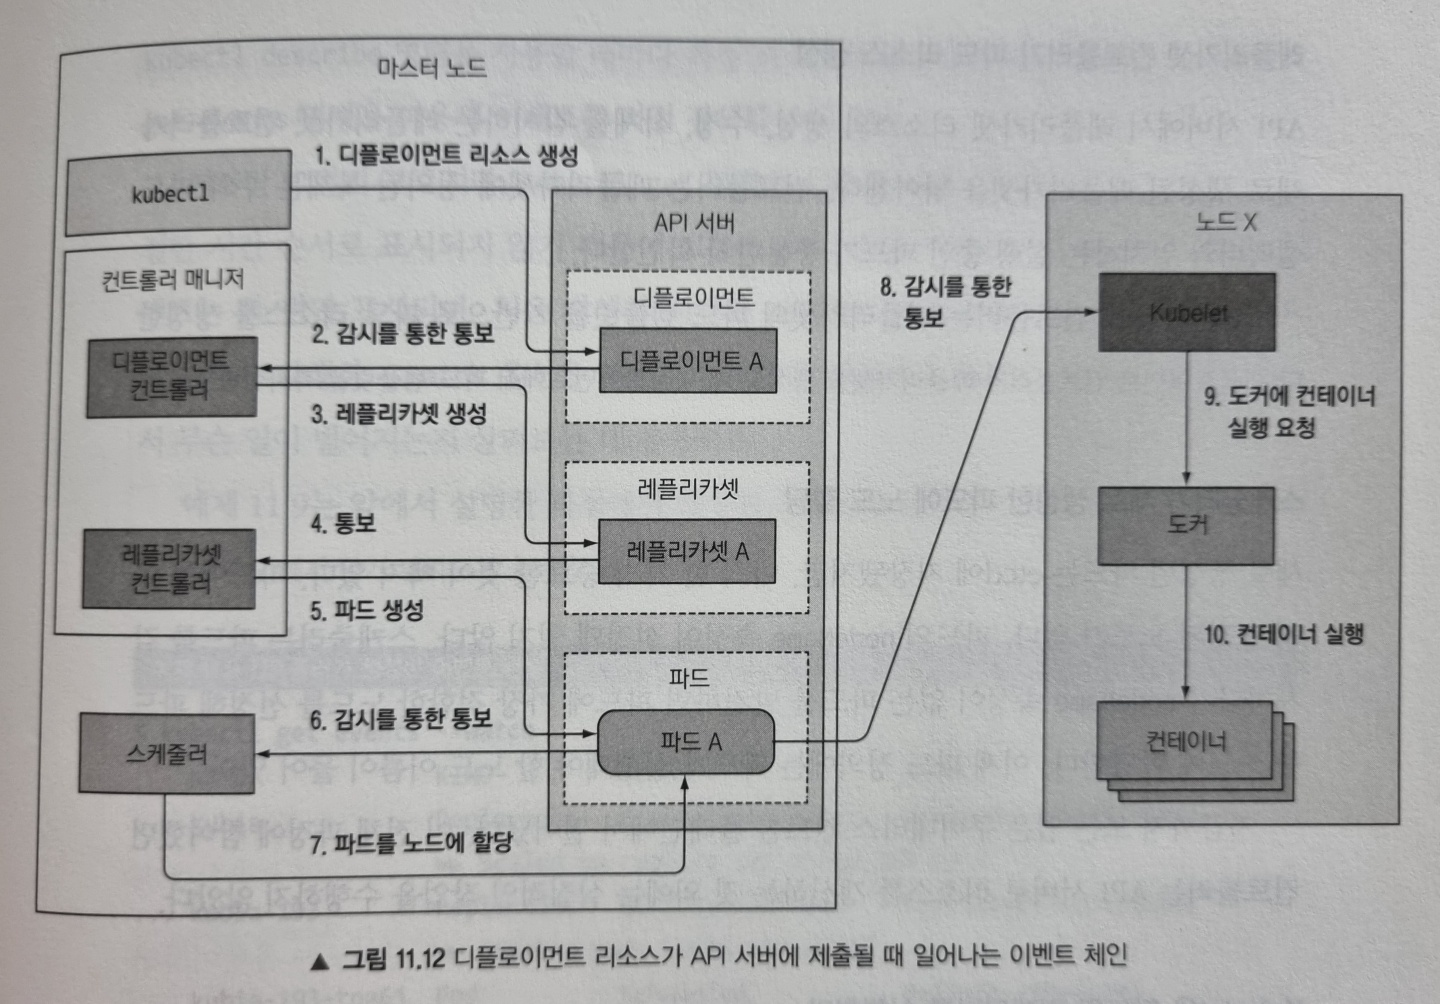 마스터 노드
kubectl
1. 디플로이먼트 리소스 생성
컨트롤러 매니저
디플로이먼트
컨트롤러
2. 감시를 통한 통보
3. 레플리카셋 생성
레플리카셋
컨트롤러
4. 통보
5. 파드 생성
스케줄러
6. 감시를 통한 통보
7. 파드를 노드에 할당
API 서버
디플로이먼트
디플로이먼트 A
레플리카셋
레플리카셋 A
파드
파드 A
8. 감시를 통한
통보
노드 X
Kubelet
9. 도커에 컨테이너
실행 요청
도커
10. 컨테이너 실행
컨테이너
▲ 그림 11.12 디플로이먼트 리소스가 API 서버에 제출될 때 일어나는 이벤트 체인